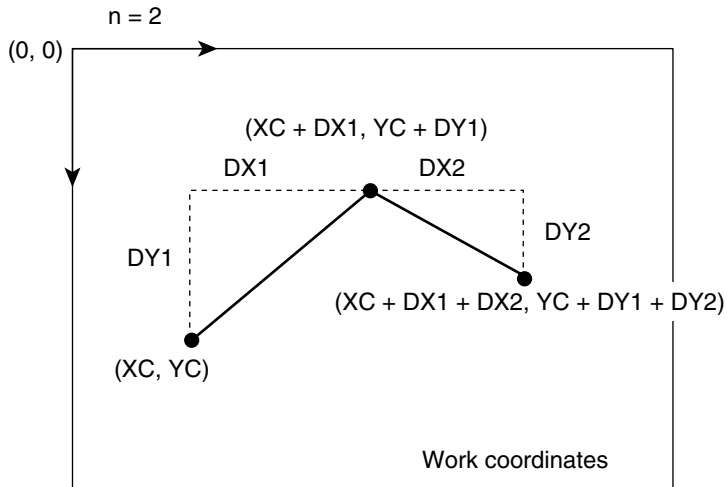 n = 2
(0, 0)
(XC + DX1, YC + DY1)
DX1
DX2
DY1
DY2
(XC + DX1 + DX2, YC + DY1 + DY2)
(XC, YC)
Work coordinates